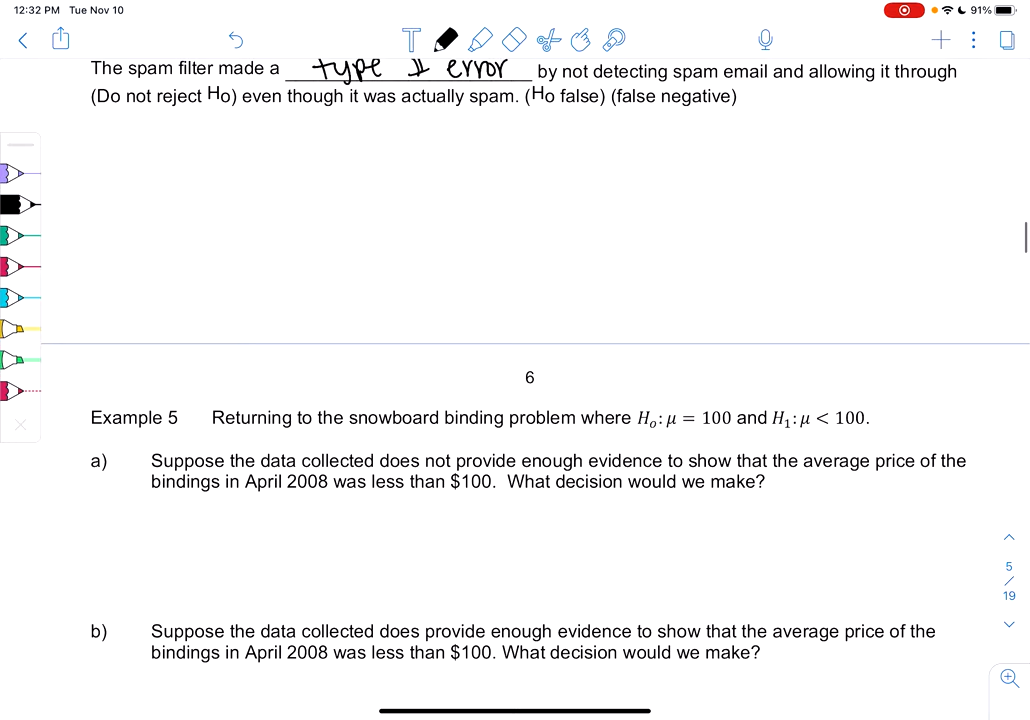 12:32 PM Tue Nov 10
91%
The spam filter made a type II error by not detecting spam email and allowing it through
(Do not reject Ho) even though it was actually spam. (Ho false) (false negative)
6
Example 5 Returning to the snowboard binding problem where H₀: μ = 100 and H₁: μ < 100.
a) Suppose the data collected does not provide enough evidence to show that the average price of the
bindings in April 2008 was less than $100. What decision would we make?
5
/
19
b) Suppose the data collected does provide enough evidence to show that the average price of the
bindings in April 2008 was less than $100. What decision would we make?